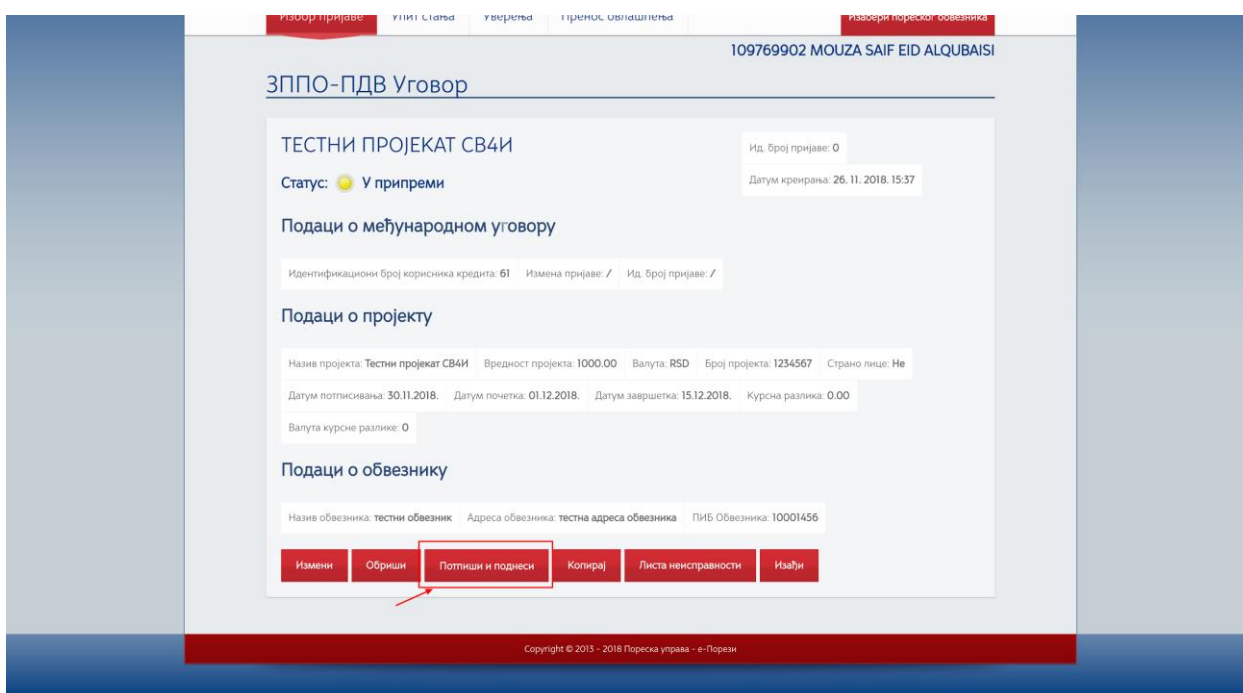 Избор пријаве Упит стања Уверења Пренос овлашћења Изабери пореског обвезника
109769902 MOUZA SAIF EID ALQUBAISI
ЗППО-ПДВ Уговор
ТЕСТНИ ПРОЈЕКАТ СВ4И
Ид. број пријаве: 0
Статус: У припреми
Датум креирања: 26. 11. 2018. 15:37
Подаци о међународном уговору
Идентификациони број корисника кредита: 61 Измена пријаве: / Ид. број пријаве: /
Подаци о пројекту
Назив пројекта: Тестни пројекат СВ4И Вредност пројекта: 1000.00 Валута: RSD Број пројекта: 1234567 Страно лице: Не
Датум потписивања: 30.11.2018. Датум почетка: 01.12.2018. Датум завршетка: 15.12.2018. Курсна разлика: 0.00
Валута курсне разлике: 0
Подаци о обвезнику
Назив обвезника: тестни обвезник Адреса обвезника: тестна адреса обвезника ПИБ Обвезника: 10001456
Измени Обриши Потпиши и поднеси Копирај Листа неисправности Изађи
Copyright © 2013 - 2018 Пореска управа - е-Порези